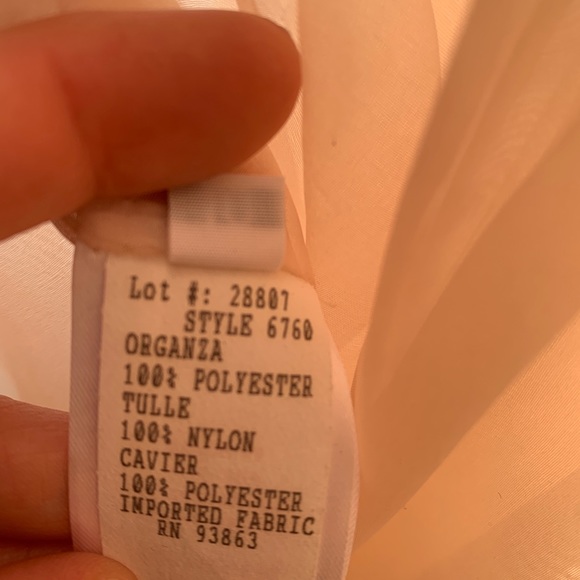 Lot #: 28807
STYLE 6760
ORGANZA
100% POLYESTER
TULLE
100% NYLON
CAVIER
100% POLYESTER
IMPORTED FABRIC
RN 93863